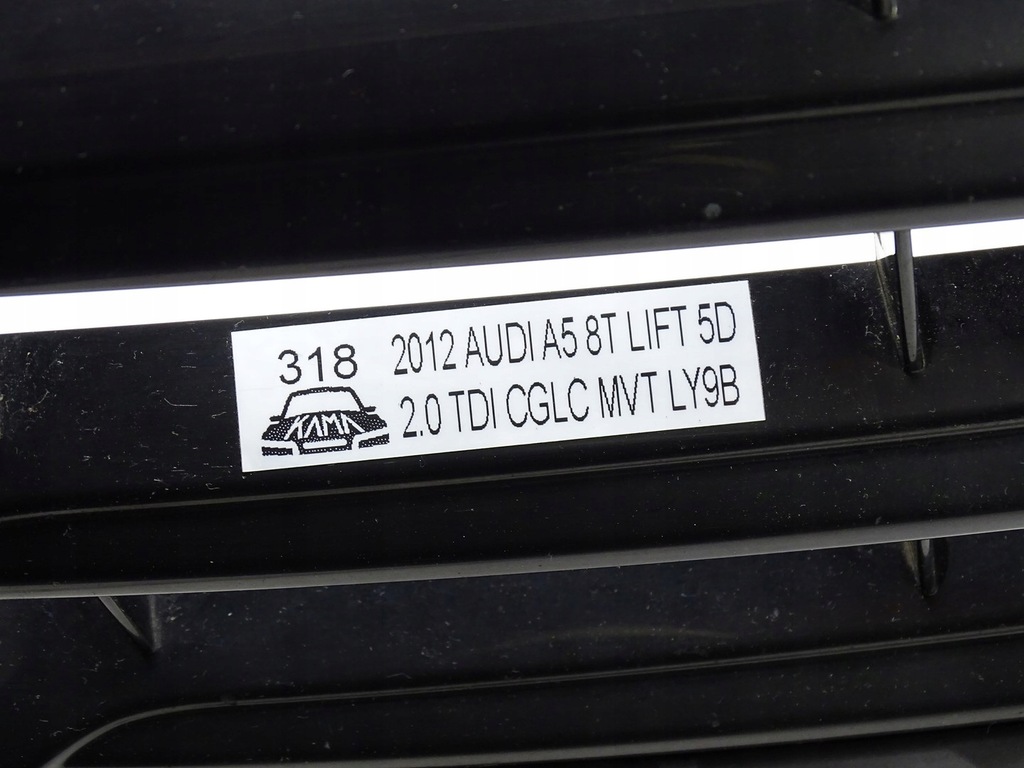 318
KAMA
2012 AUDI A5 8T LIFT 5D
2.0 TDI CGLC MVT LY9B